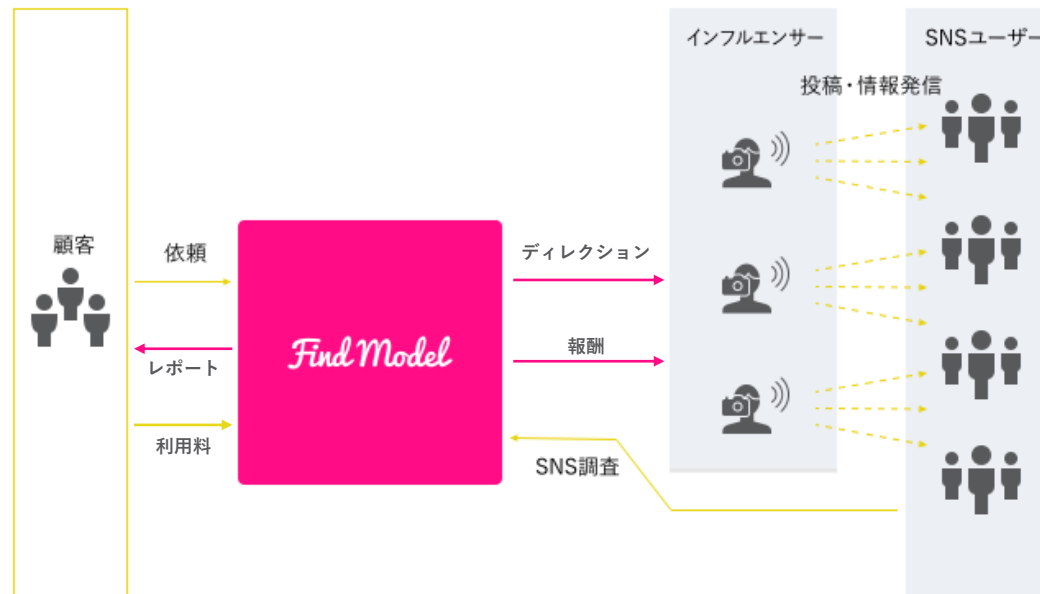 インフルエンサー
SNSユーザー
投稿・情報発信
顧客
依頼
ディレクション
Find Model
レポート
報酬
利用料
SNS調査